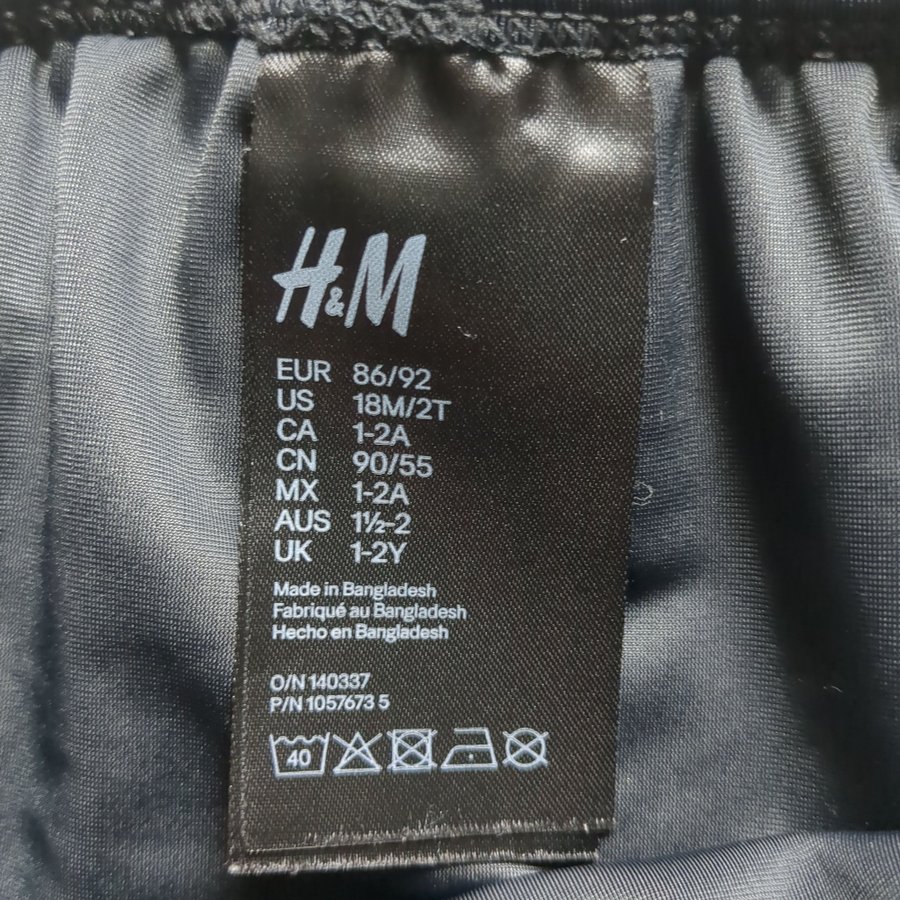 H&M
EUR 86/92
US 18M/2T
CA 1-2A
CN 90/55
MX 1-2A
AUS 1½-2
UK 1-2Y
Made in Bangladesh
Fabriqué au Bangladesh
Hecho en Bangladesh
O/N 140337
P/N 1057673 5
40